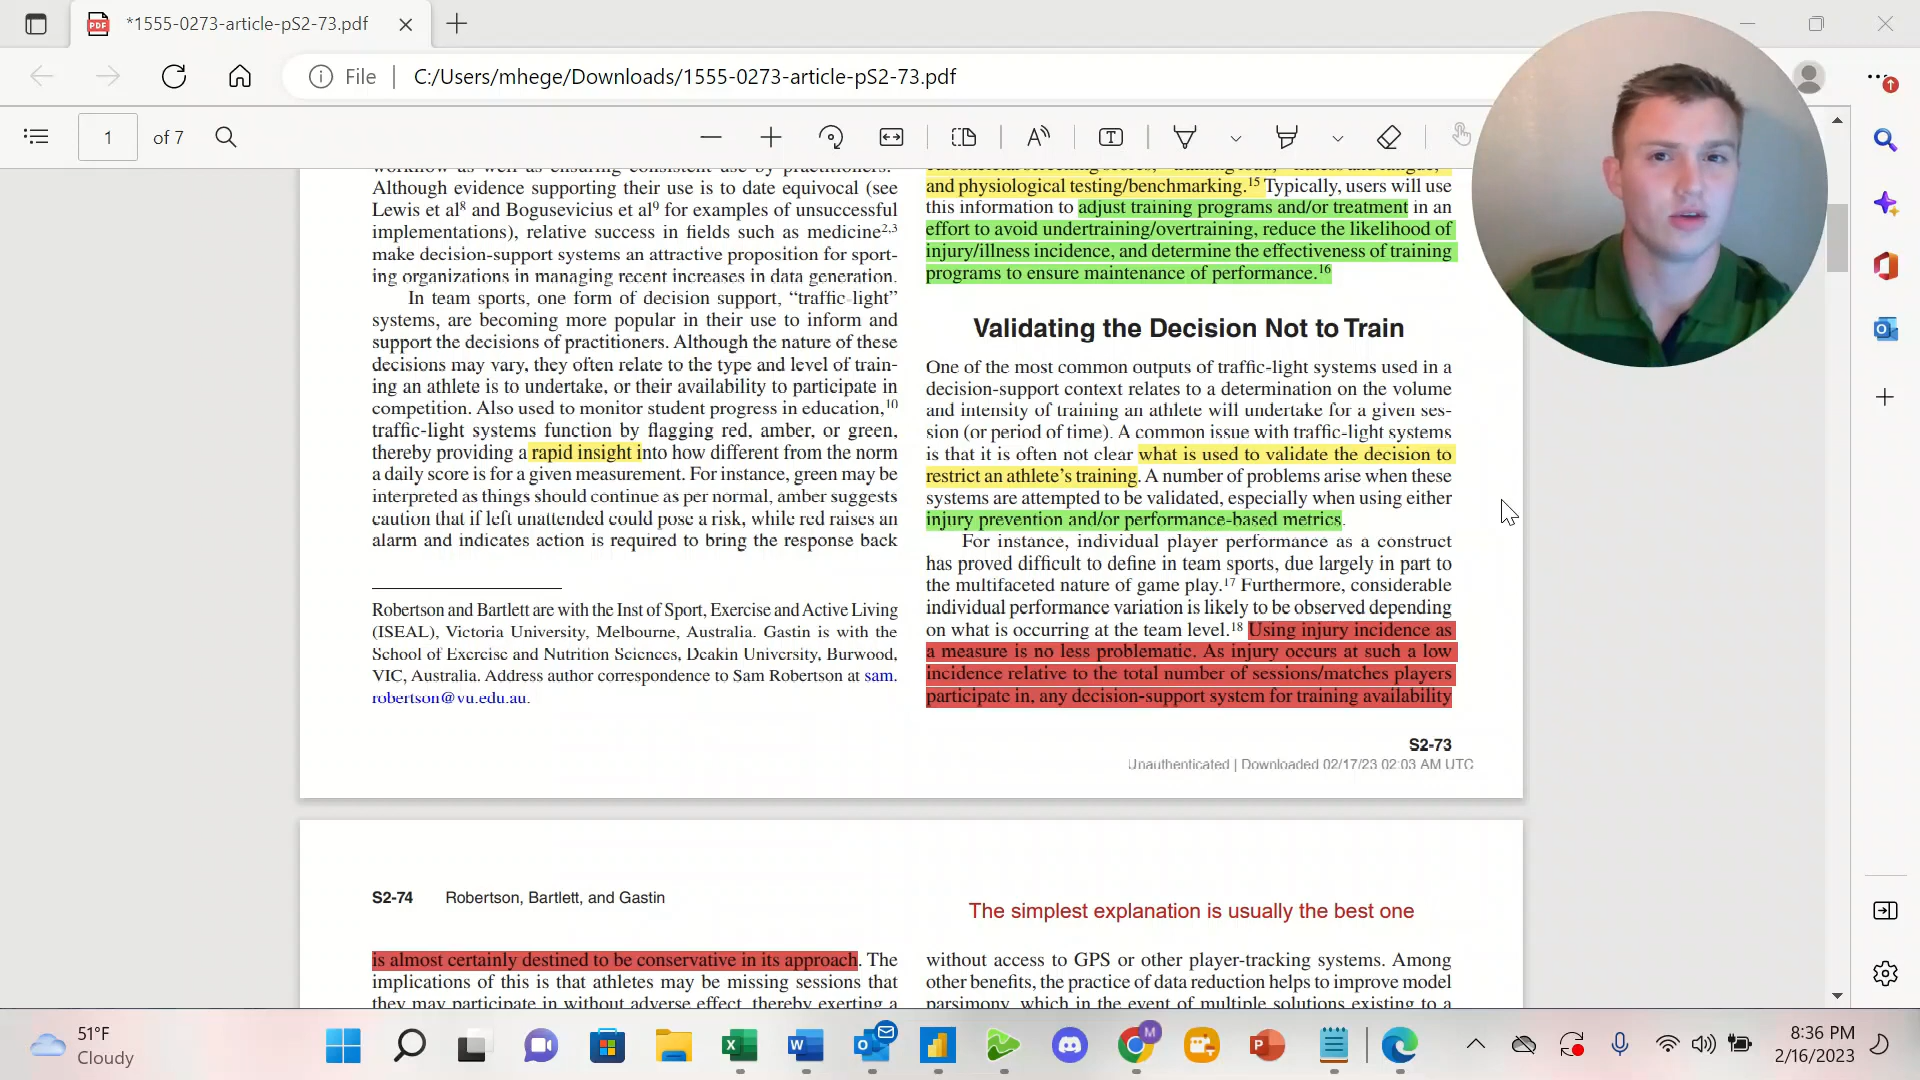 *1555-0273-article-pS2-73.pdf
File
C:/Users/mhege/Downloads/1555-0273-article-pS2-73.pdf
1 of 7
workflow as well as ensuring consistent use by practitioners.
Although evidence supporting their use is to date equivocal (see
Lewis et al8 and Bogusevicius et al9 for examples of unsuccessful
implementations), relative success in fields such as medicine2,3
make decision-support systems an attractive proposition for sport-
ing organizations in managing recent increases in data generation.
In team sports, one form of decision support, “traffic-light”
systems, are becoming more popular in their use to inform and
support the decisions of practitioners. Although the nature of these
decisions may vary, they often relate to the type and level of train-
ing an athlete is to undertake, or their availability to participate in
competition. Also used to monitor student progress in education,10
traffic-light systems function by flagging red, amber, or green,
thereby providing a rapid insight into how different from the norm
a daily score is for a given measurement. For instance, green may be
interpreted as things should continue as per normal, amber suggests
caution that if left unattended could pose a risk, while red raises an
alarm and indicates action is required to bring the response back
Robertson and Bartlett are with the Inst of Sport, Exercise and Active Living
(ISEAL), Victoria University, Melbourne, Australia. Gastin is with the
School of Exercise and Nutrition Sciences, Deakin University, Burwood,
VIC, Australia. Address author correspondence to Sam Robertson at sam.
robertson@vu.edu.au.
and physiological testing/benchmarking.15 Typically, users will use
this information to adjust training programs and/or treatment in an
effort to avoid undertraining/overtraining, reduce the likelihood of
injury/illness incidence, and determine the effectiveness of training
programs to ensure maintenance of performance.16
Validating the Decision Not to Train
One of the most common outputs of traffic-light systems used in a
decision-support context relates to a determination on the volume
and intensity of training an athlete will undertake for a given ses-
sion (or period of time). A common issue with traffic-light systems
is that it is often not clear what is used to validate the decision to
restrict an athlete’s training. A number of problems arise when these
systems are attempted to be validated, especially when using either
injury prevention and/or performance-based metrics.
For instance, individual player performance as a construct
has proved difficult to define in team sports, due largely in part to
the multifaceted nature of game play.17 Furthermore, considerable
individual performance variation is likely to be observed depending
on what is occurring at the team level.18 Using injury incidence as
a measure is no less problematic. As injury occurs at such a low
incidence relative to the total number of sessions/matches players
participate in, any decision-support system for training availability
S2-73
Unauthenticated | Downloaded 02/17/23 02:03 AM UTC
S2-74 Robertson, Bartlett, and Gastin
The simplest explanation is usually the best one
is almost certainly destined to be conservative in its approach. The
implications of this is that athletes may be missing sessions that
they may participate in without adverse effect, thereby exerting a
without access to GPS or other player-tracking systems. Among
other benefits, the practice of data reduction helps to improve model
parsimony, which in the event of multiple solutions existing to a
51°F
Cloudy
8:36 PM
2/16/2023